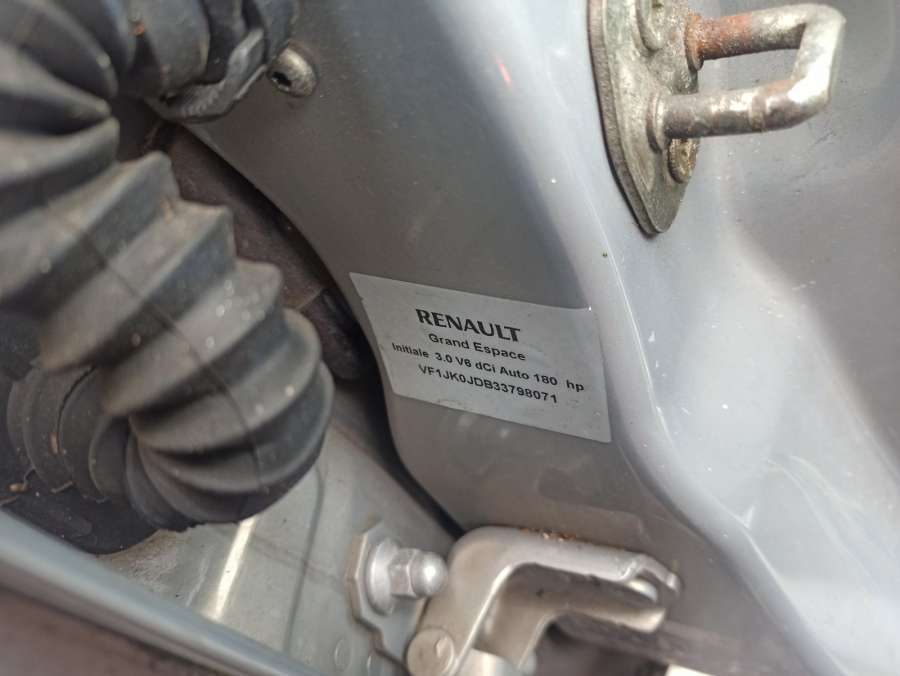 RENAULT
Grand Espace
Initiale 3.0 V6 dCi Auto 180 hp
VF1JK0JDB33798071